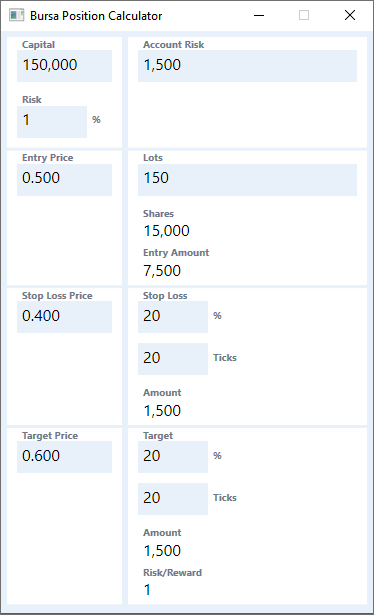 Bursa Position Calculator
Capital
150,000
Risk
1 %
Account Risk
1,500
Entry Price
0.500
Lots
150
Shares
15,000
Entry Amount
7,500
Stop Loss Price
0.400
Stop Loss
20 %
20 Ticks
Amount
1,500
Target Price
0.600
Target
20 %
20 Ticks
Amount
1,500
Risk/Reward
1